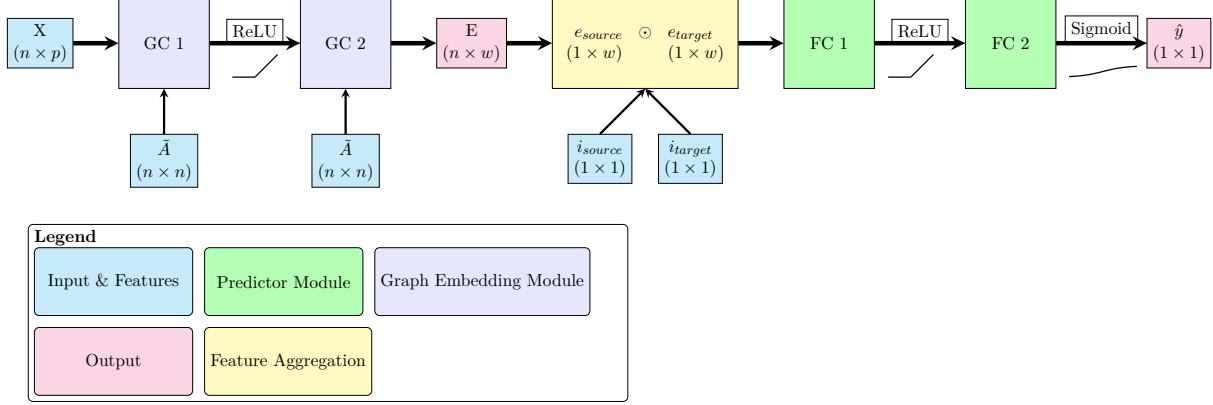 X
(n × p)
GC 1
ReLU
GC 2
E
(n × w)
e_source ⊙ e_target
(1 × w) (1 × w)
FC 1
ReLU
FC 2
Sigmoid
ŷ
(1 × 1)
Ã
(n × n)
Ã
(n × n)
i_source
(1 × 1)
i_target
(1 × 1)
Legend
Input & Features
Predictor Module
Graph Embedding Module
Output
Feature Aggregation